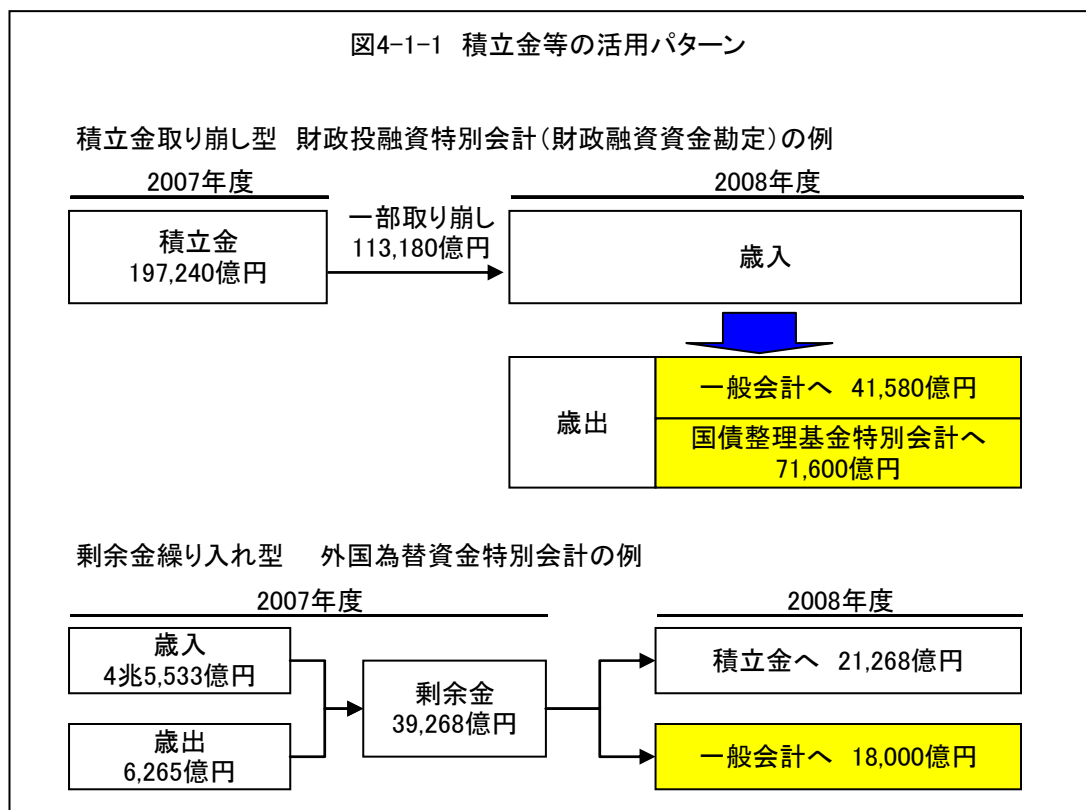 図4-1-1 積立金等の活用パターン
積立金取り崩し型 財政投融資特別会計(財政融資資金勘定)の例
2007年度
2008年度
積立金
197,240億円
一部取り崩し
113,180億円
歳入
歳出
一般会計へ 41,580億円
国債整理基金特別会計へ
71,600億円
剰余金繰り入れ型 外国為替資金特別会計の例
2007年度
2008年度
歳入
4兆5,533億円
歳出
6,265億円
剰余金
39,268億円
積立金へ 21,268億円
一般会計へ 18,000億円